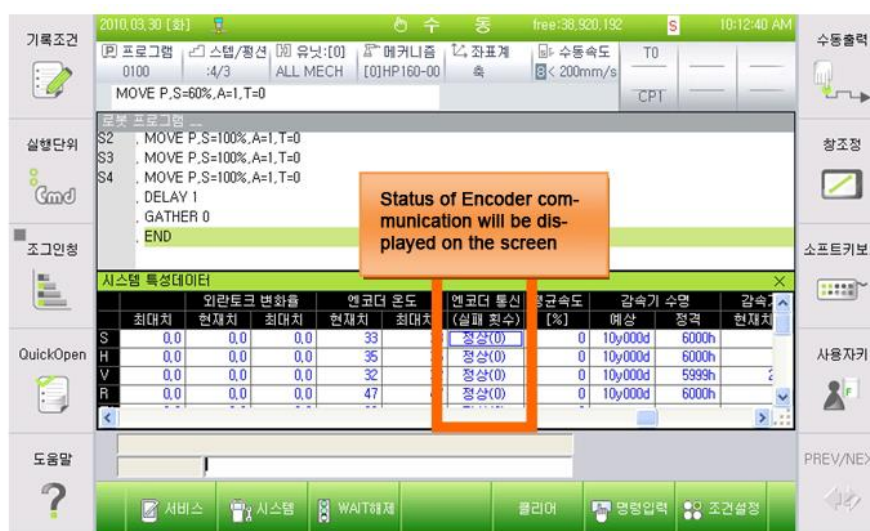 2010,03,30 [화] 수 동 free:38,920,192 S 10:12:40 AM
기록조건
실행단위
Cmd
조그인칭
QuickOpen
도움말
?
P 프로그램 스텝/펑션 유닛:[0] 메커니즘 좌표계 수동속도 T0
0100 :4/3 ALL MECH [0]HP160-00 축 8< 200mm/s
CPT
MOVE P,S=60%,A=1,T=0
로봇 프로그램
S2 , MOVE P,S=100%,A=1,T=0
S3 , MOVE P,S=100%,A=1,T=0
S4 , MOVE P,S=100%,A=1,T=0
, DELAY 1
, GATHER 0
, END
Status of Encoder com-
munication will be dis-
played on the screen
시스템 특성데이터
외란토크 변화율 엔코더 온도 엔코더 통신 평균속도 감속기 수명
최대치 현재치 최대치 현재치 최대치 (실패 횟수) [%] 예상 정격 현재치
S 0,0 0,0 0,0 33 정상(0) 0 10y000d 6000h
H 0,0 0,0 0,0 35 정상(0) 0 10y000d 6000h
V 0,0 0,0 0,0 32 정상(0) 0 10y000d 5999h
R 0,0 0,0 0,0 47 정상(0) 0 10y000d 6000h
서비스 시스템 WAIT해제 클리어 명령입력 조건설정
수동출력
창조정
소프트키보
사용자키
F
PREV/NEX